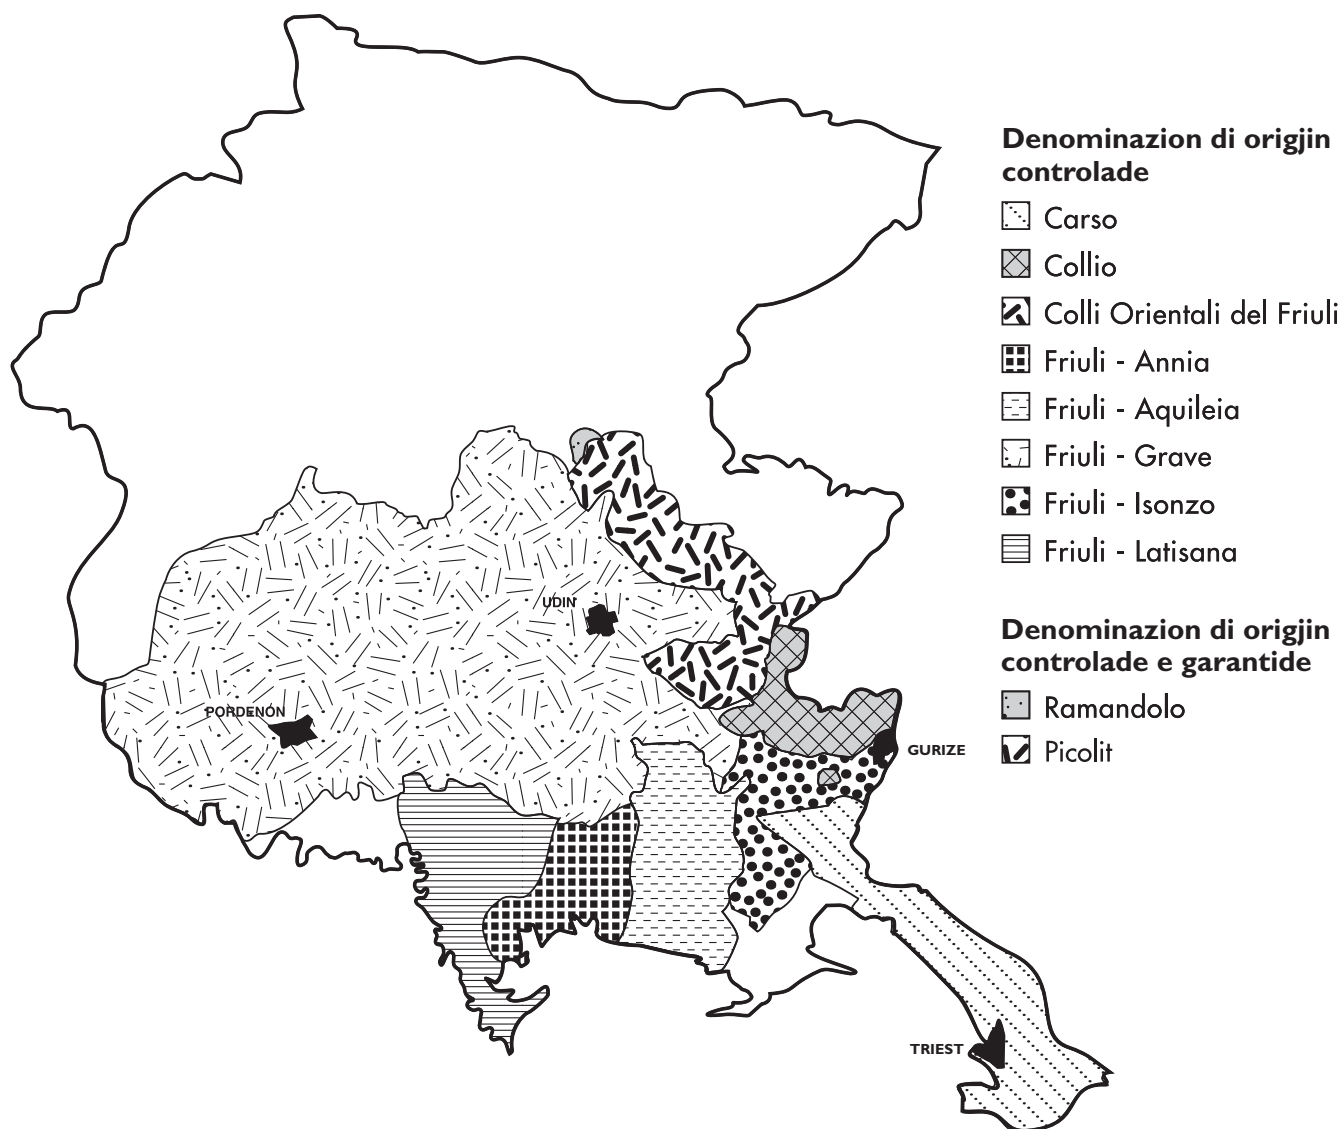 Denominazion di origjin
controlade
Carso
Collio
Colli Orientali del Friuli
Friuli - Annia
Friuli - Aquileia
Friuli - Grave
Friuli - Isonzo
Friuli - Latisana
Denominazion di origjin
controlade e garantide
Ramandolo
Picolit
UDIN
PORDENON
GURIZE
TRIEST